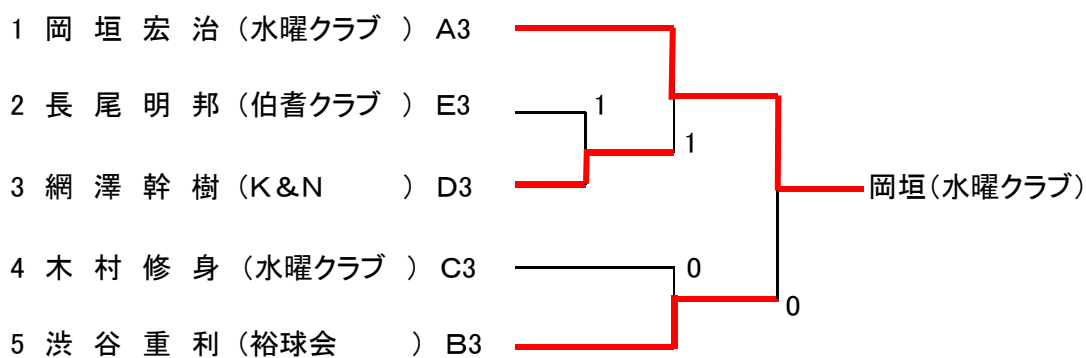 1 岡 垣 宏 治 (水曜クラブ ) A3
2 長 尾 明 邦 (伯耆クラブ ) E3
1
1
3 網 澤 幹 樹 (K&N ) D3
岡垣(水曜クラブ)
4 木 村 修 身 (水曜クラブ ) C3
0
0
5 渋 谷 重 利 (裕球会 ) B3